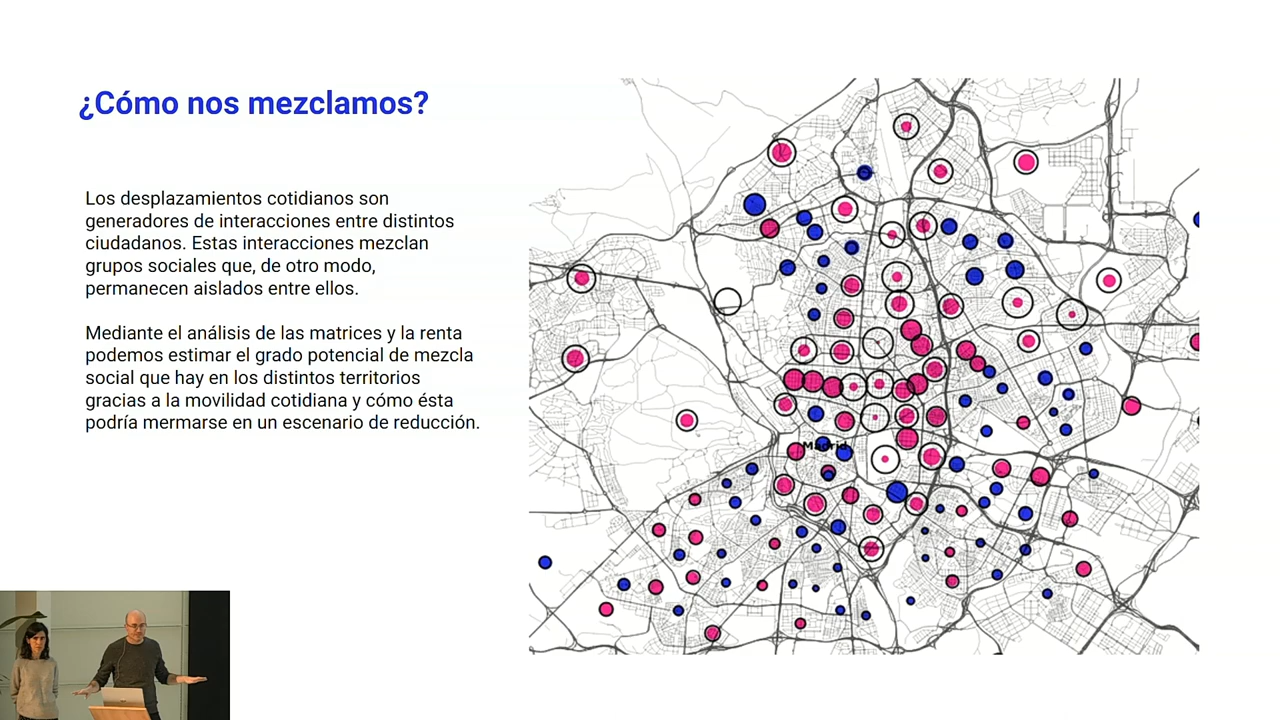 ¿Cómo nos mezclamos?
Los desplazamientos cotidianos son
generadores de interacciones entre distintos
ciudadanos. Estas interacciones mezclan
grupos sociales que, de otro modo,
permanecen aislados entre ellos.
Mediante el análisis de las matrices y la renta
podemos estimar el grado potencial de mezcla
social que hay en los distintos territorios
gracias a la movilidad cotidiana y cómo ésta
podría mermarse en un escenario de reducción.
Madrid